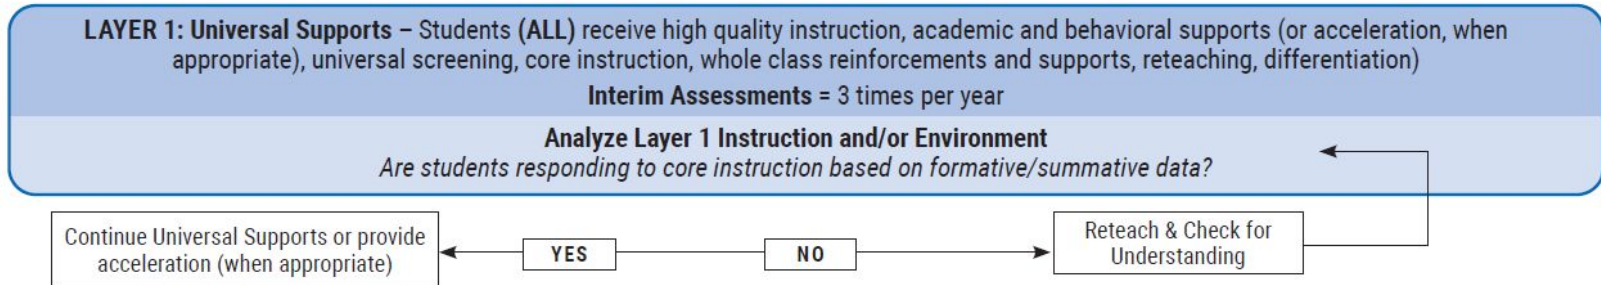 LAYER 1: Universal Supports – Students (ALL) receive high quality instruction, academic and behavioral supports (or acceleration, when
appropriate), universal screening, core instruction, whole class reinforcements and supports, reteaching, differentiation)
Interim Assessments = 3 times per year
Analyze Layer 1 Instruction and/or Environment
Are students responding to core instruction based on formative/summative data?
Continue Universal Supports or provide
acceleration (when appropriate)
YES
NO
Reteach & Check for
Understanding